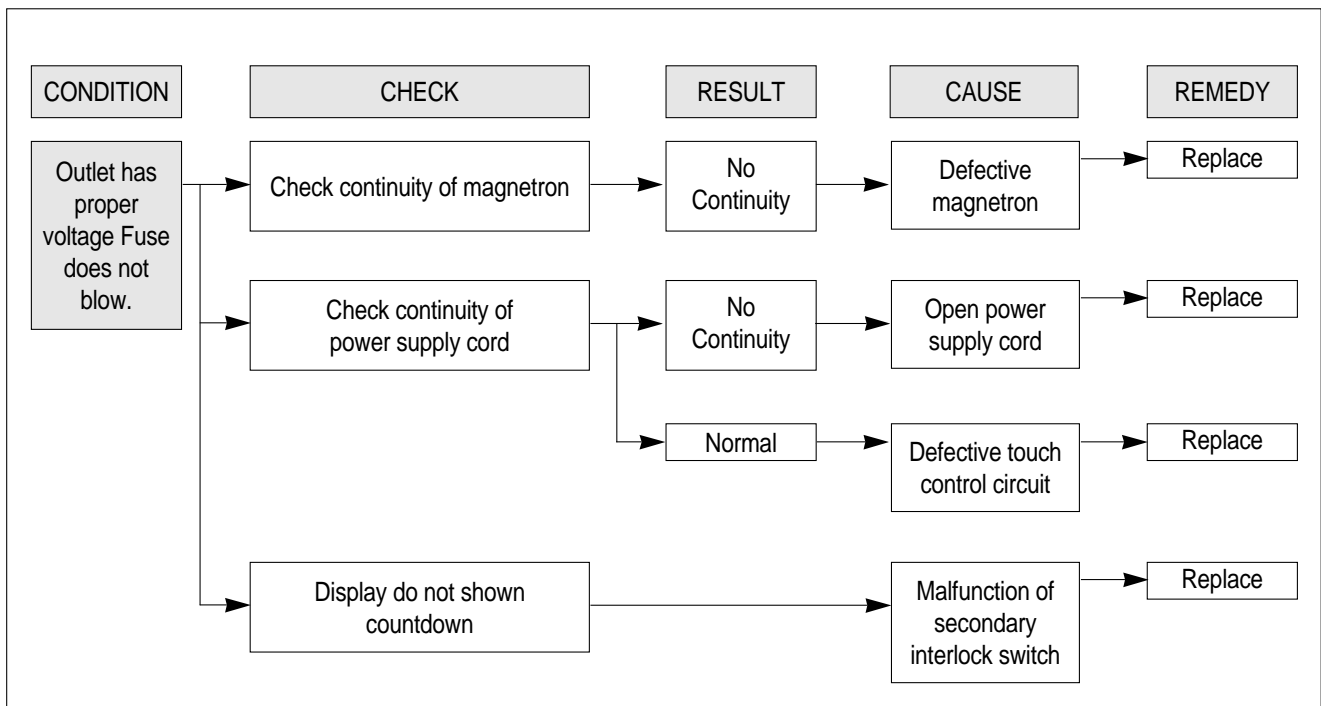 CONDITION
CHECK
RESULT
CAUSE
REMEDY
Outlet has
proper
voltage Fuse
does not
blow.
Check continuity of magnetron
No
Continuity
Defective
magnetron
Replace
Check continuity of
power supply cord
No
Continuity
Open power
supply cord
Replace
Normal
Defective touch
control circuit
Replace
Display do not shown
countdown
Malfunction of
secondary
interlock switch
Replace